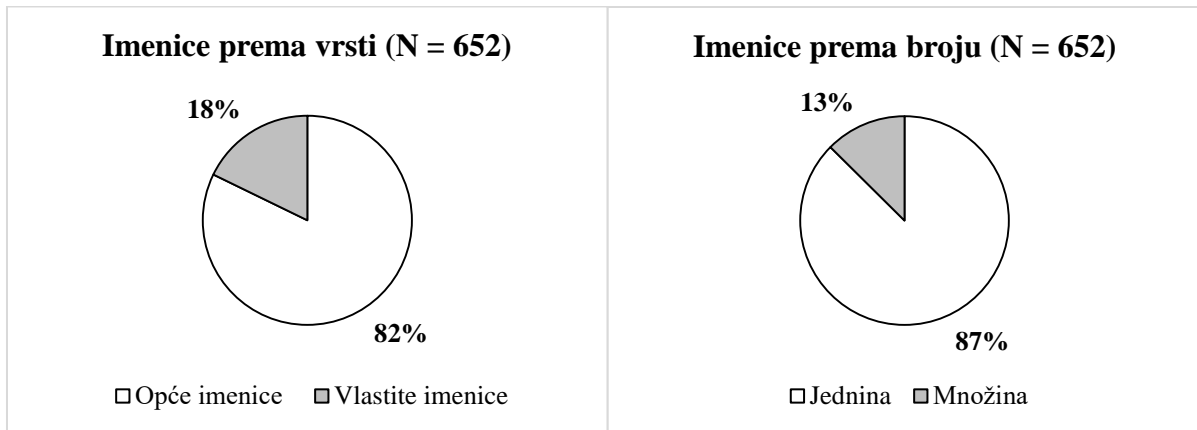 Imenice prema vrsti (N = 652)
18%
82%
Opće imenice Vlastite imenice
Imenice prema broju (N = 652)
13%
87%
Jednina Množina